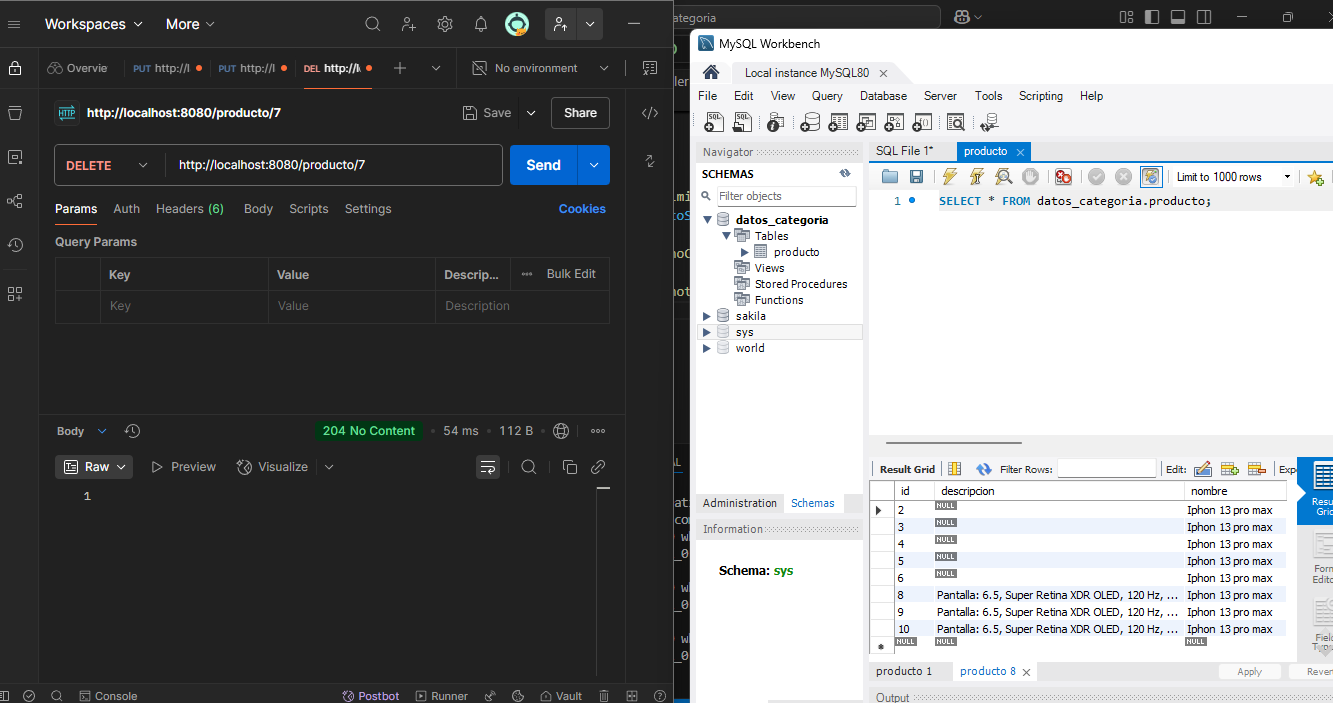 Workspaces More
Overvie PUT http://l PUT http://l DEL http://l No environment
HTTP http://localhost:8080/producto/7 Save Share
DELETE http://localhost:8080/producto/7 Send
Params Auth Headers (6) Body Scripts Settings Cookies
Query Params
Key Value Descrip... Bulk Edit
Key Value Description
Body 204 No Content 54 ms 112 B
Raw Preview Visualize
1
Console Postbot Runner Vault
ategoria
MySQL Workbench
Local instance MySQL80
File Edit View Query Database Server Tools Scripting Help
Navigator
SCHEMAS
Filter objects
datos_categoria
Tables
producto
Views
Stored Procedures
Functions
sakila
sys
world
Administration Schemas
Information
Schema: sys
SQL File 1* producto
Limit to 1000 rows
1 SELECT * FROM datos_categoria.producto;
Result Grid Filter Rows: Edit: Expo
id descripcion nombre
2 NULL Iphon 13 pro max
3 NULL Iphon 13 pro max
4 NULL Iphon 13 pro max
5 NULL Iphon 13 pro max
6 NULL Iphon 13 pro max
8 Pantalla: 6.5, Super Retina XDR OLED, 120 Hz, ... Iphon 13 pro max
9 Pantalla: 6.5, Super Retina XDR OLED, 120 Hz, ... Iphon 13 pro max
10 Pantalla: 6.5, Super Retina XDR OLED, 120 Hz, ... Iphon 13 pro max
NULL NULL NULL
Resu
Grid
Form
Edito
Field
Type
producto 1 producto 8 Apply Rever
Output